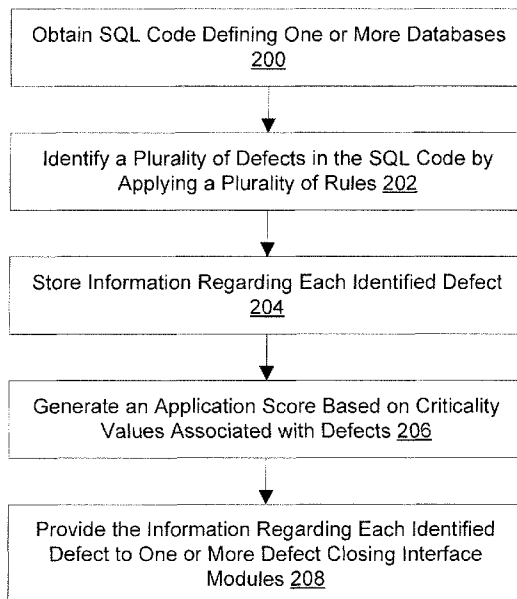 Obtain SQL Code Defining One or More Databases
200
Identify a Plurality of Defects in the SQL Code by
Applying a Plurality of Rules 202
Store Information Regarding Each Identified Defect
204
Generate an Application Score Based on Criticality
Values Associated with Defects 206
Provide the Information Regarding Each Identified
Defect to One or More Defect Closing Interface
Modules 208